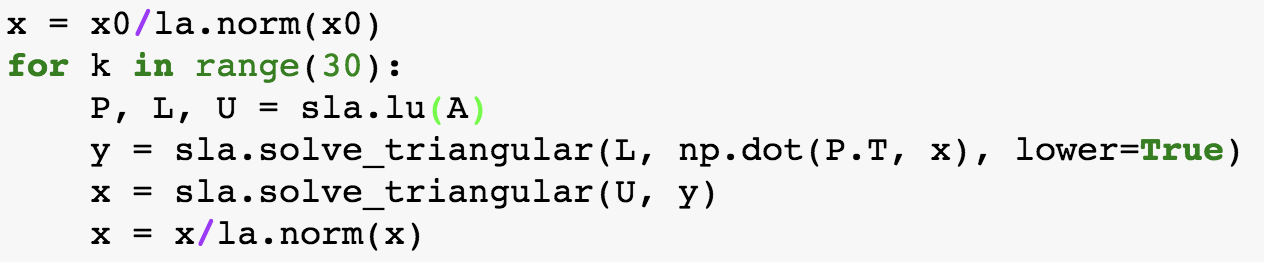 x = x0/la.norm(x0)
for k in range(30):
    P, L, U = sla.lu(A)
    y = sla.solve_triangular(L, np.dot(P.T, x), lower=True)
    x = sla.solve_triangular(U, y)
    x = x/la.norm(x)